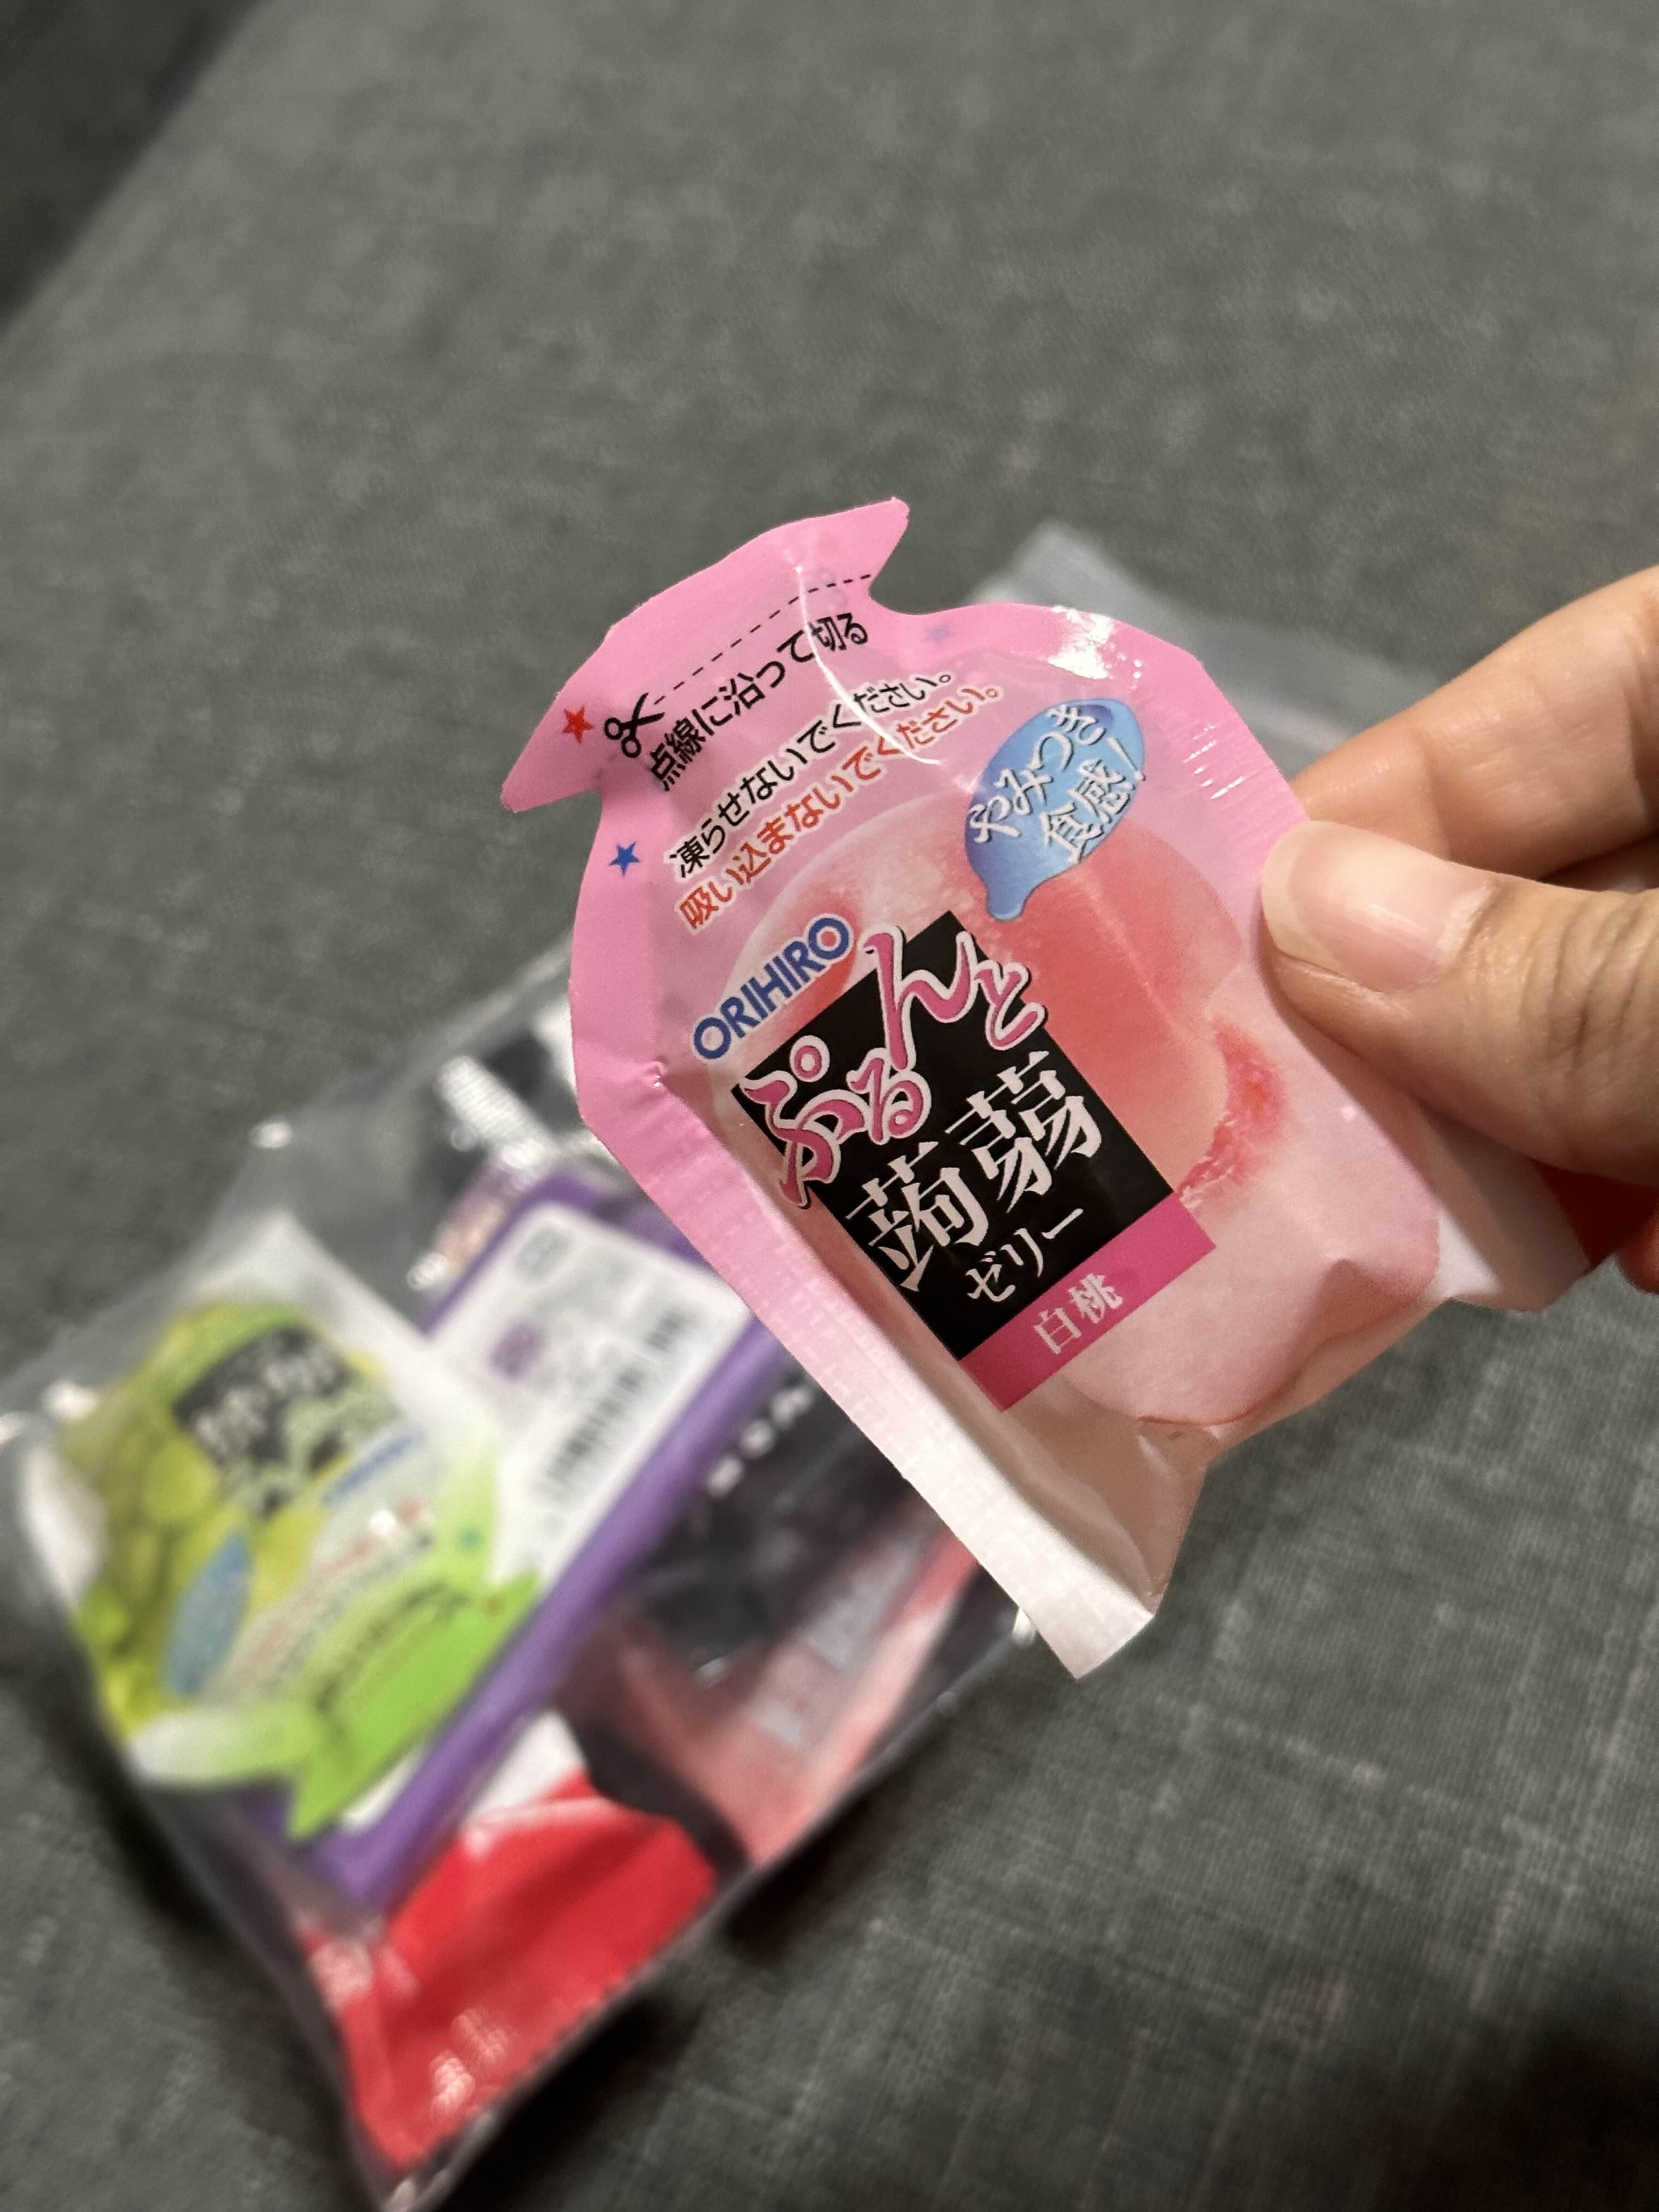 点線に沿って切る
凍らせないでください。
吸い込まないでください。
やみつき
食感!
ORIHIRO
ぷるんと
蒟蒻
ゼリー
白桃